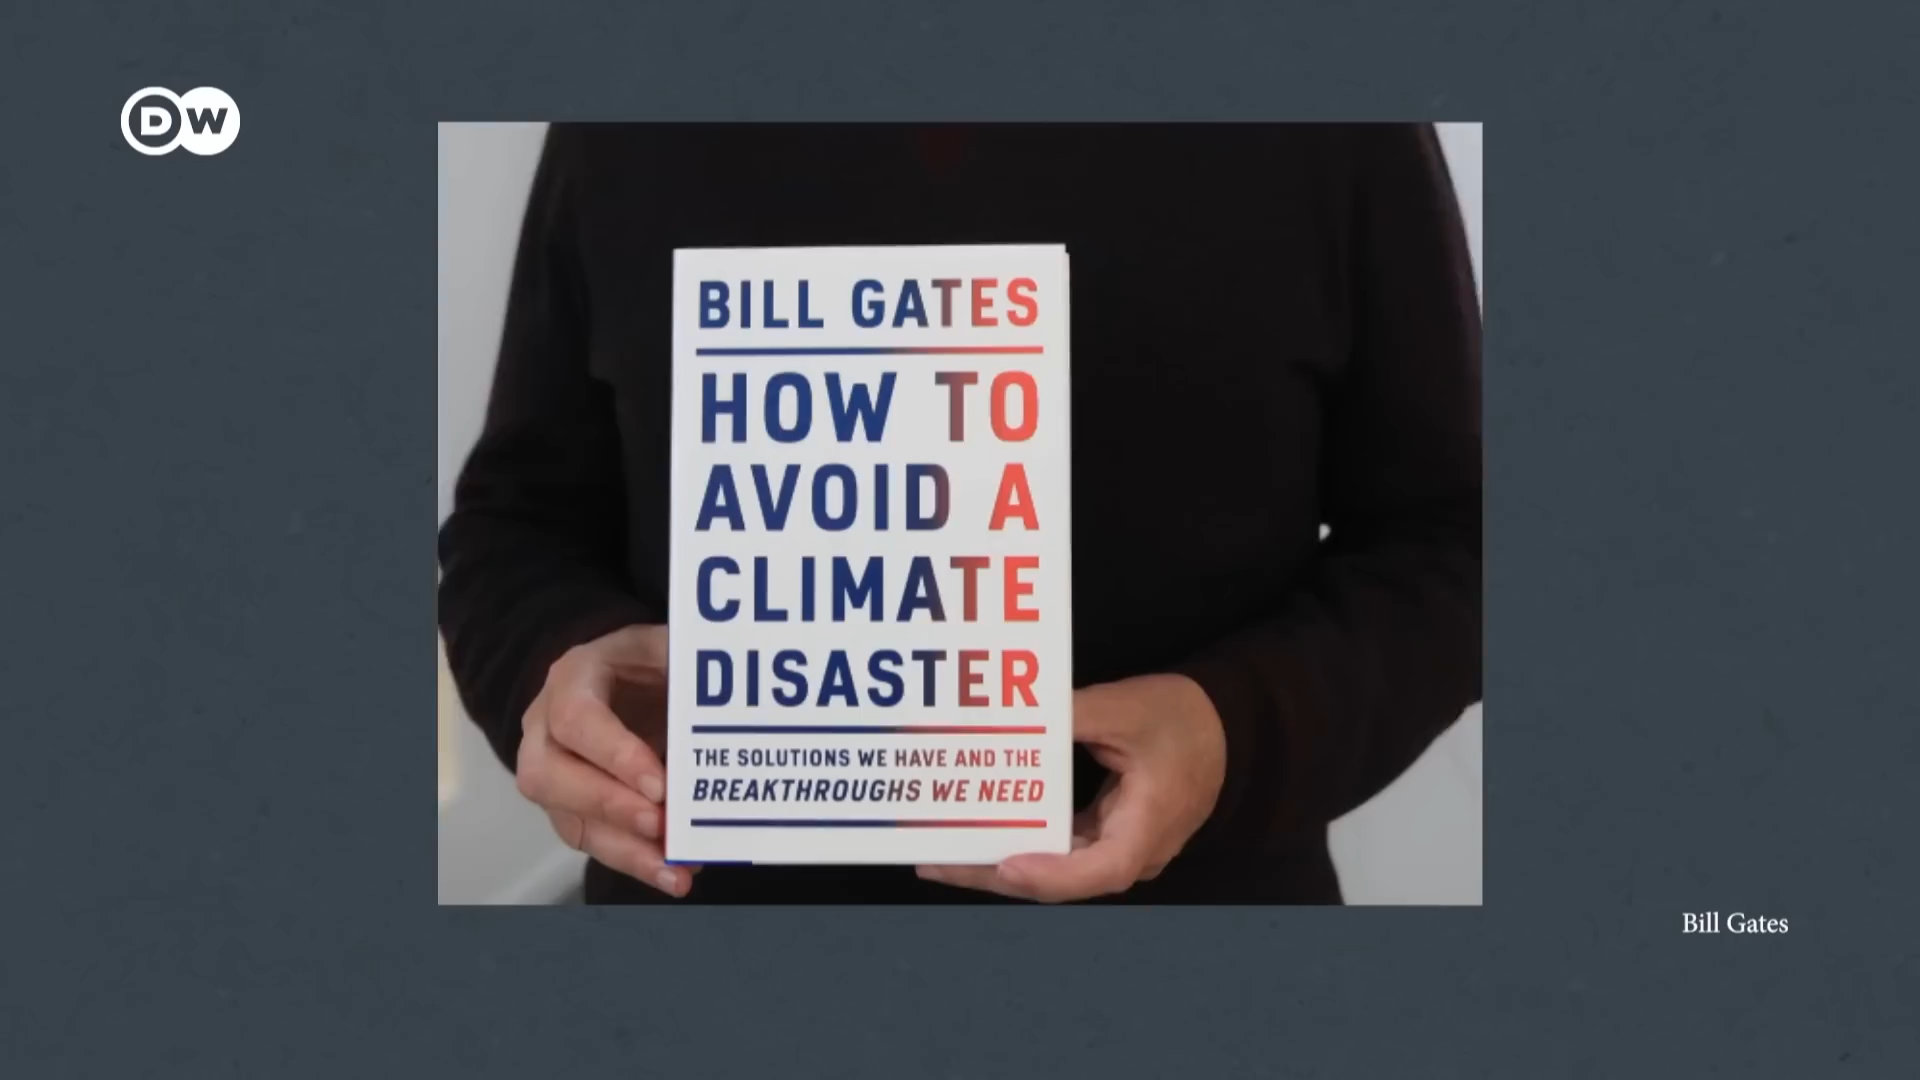 DW
BILL GATES
HOW TO
AVOID A
CLIMATE
DISASTER
THE SOLUTIONS WE HAVE AND THE
BREAKTHROUGHS WE NEED
Bill Gates